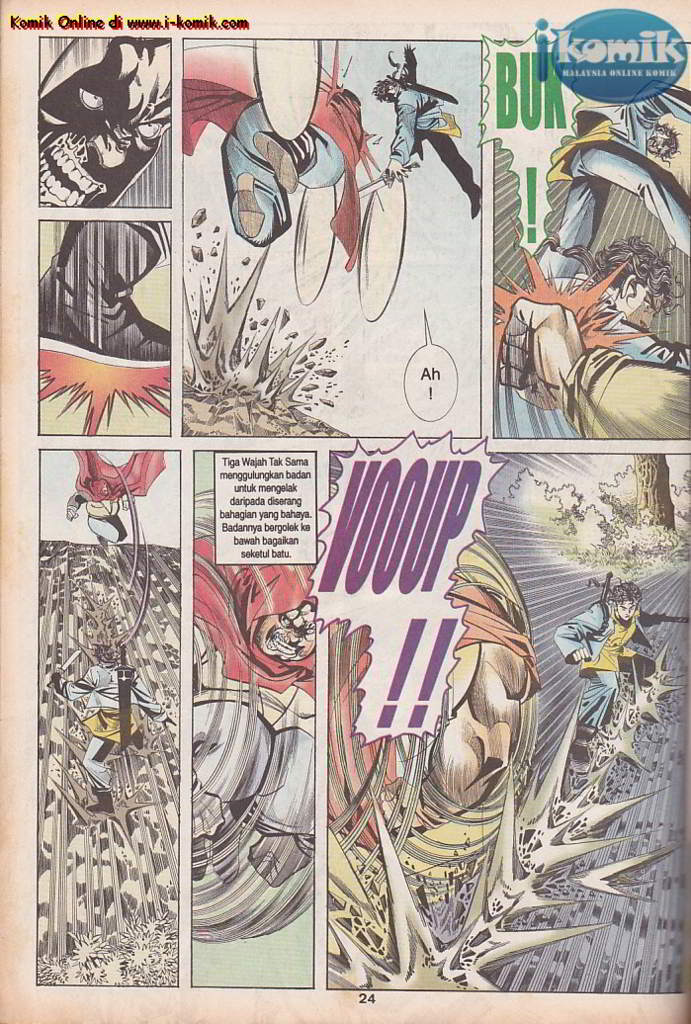 Komik Online di www.i-komik.com
ikomik
MALAYSIA ONLINE KOMIK
BUK
!
Ah
!
Tiga Wajah Tak Sama
menggulungkan badan
untuk mengelak
daripada diserang
bahagian yang bahaya.
Badannya bergolek ke
bawah bagaikan
seketul batu.
VOOUP
!!
24